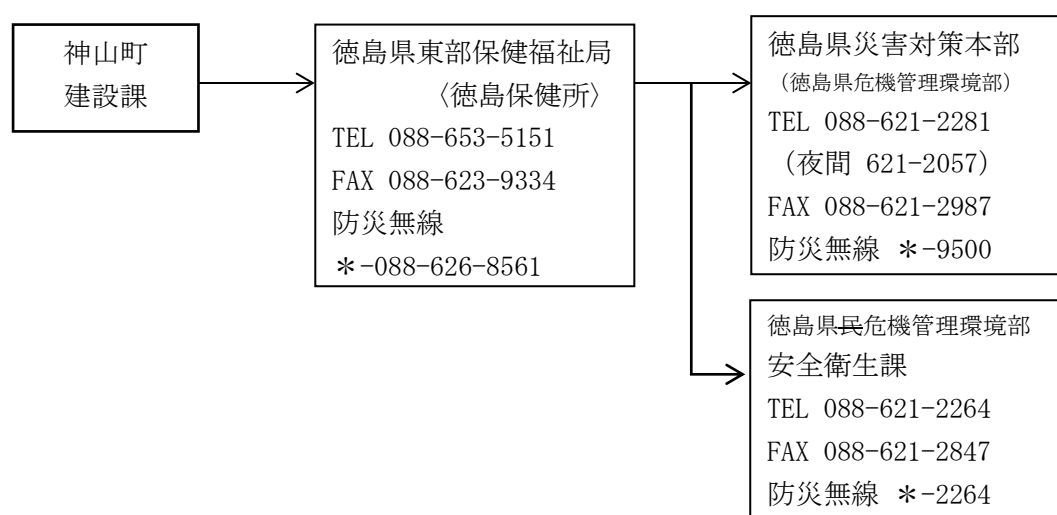 神山町
建設課
徳島県東部保健福祉局
〈徳島保健所〉
TEL 088-653-5151
FAX 088-623-9334
防災無線
＊-088-626-8561
徳島県災害対策本部
（徳島県危機管理環境部）
TEL 088-621-2281
（夜間 621-2057）
FAX 088-621-2987
防災無線 ＊-9500
徳島県民危機管理環境部
安全衛生課
TEL 088-621-2264
FAX 088-621-2847
防災無線 ＊-2264